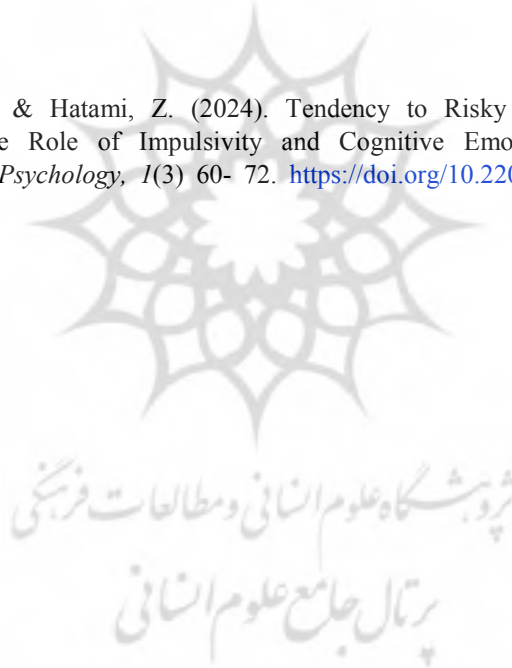 & Hatami, Z. (2024). Tendency to Risky
e Role of Impulsivity and Cognitive Emo
Psychology, 1(3) 60- 72. https://doi.org/10.220
پژوهشگاه علوم انسانی و مطالعات فرهنگی
پرتال جامع علوم انسانی